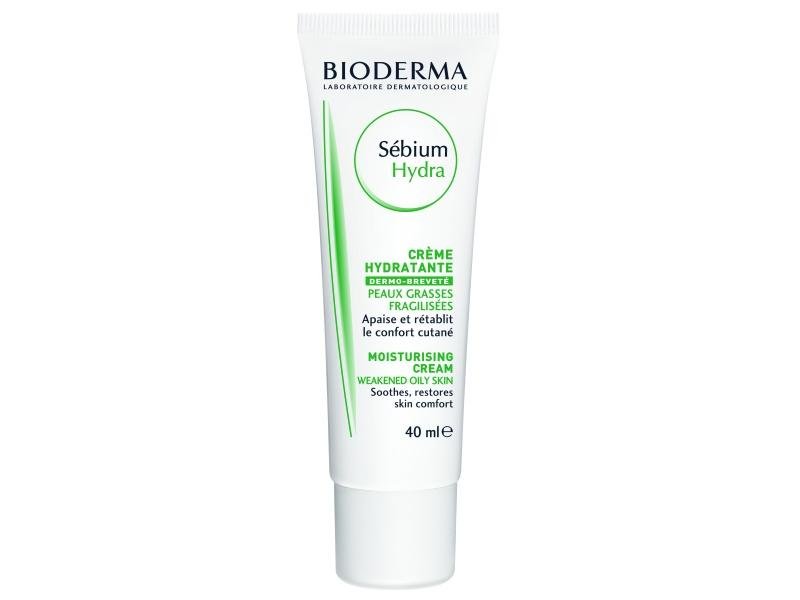 BIODERMA
LABORATOIRE DERMATOLOGIQUE
Sébium
Hydra
CRÈME
HYDRATANTE
DERMO-BREVETÉ
PEAUX GRASSES
FRAGILISÉES
Apaise et rétablit
le confort cutané
MOISTURISING
CREAM
WEAKENED OILY SKIN
Soothes, restores
skin comfort
40 ml ℮